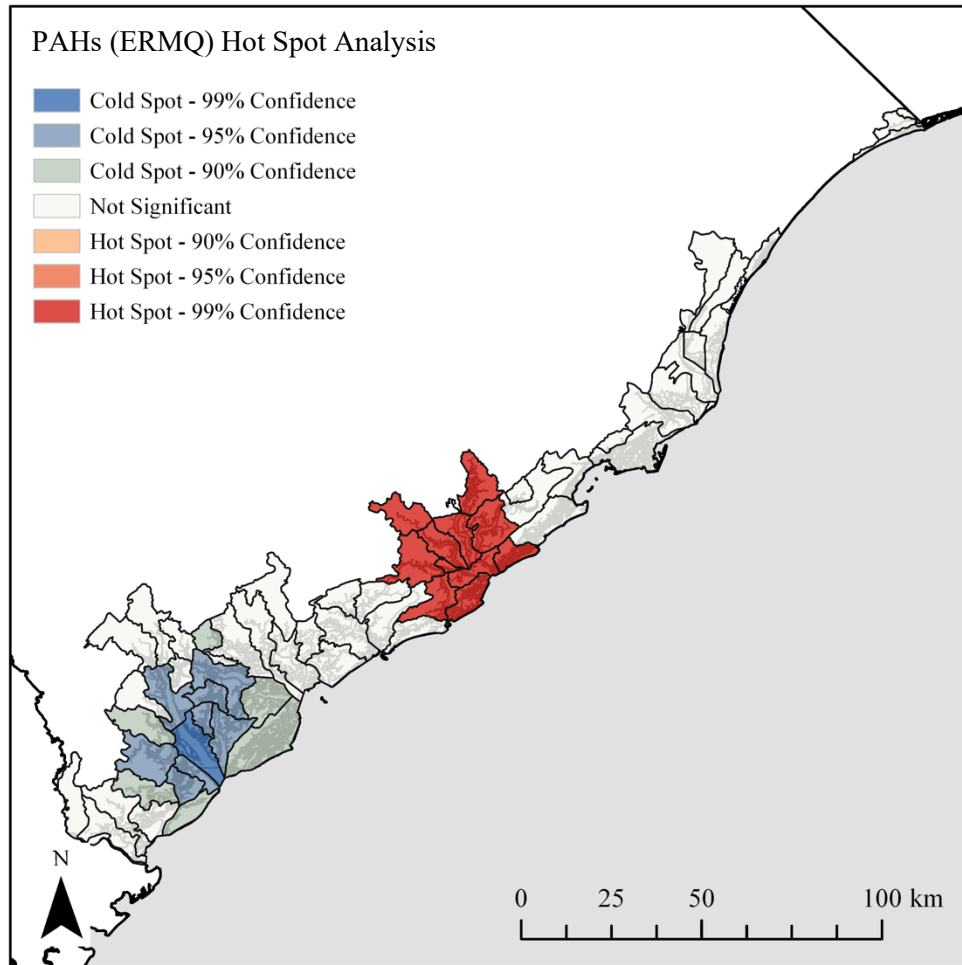 PAHs (ERMQ) Hot Spot Analysis
Cold Spot - 99% Confidence
Cold Spot - 95% Confidence
Cold Spot - 90% Confidence
Not Significant
Hot Spot - 90% Confidence
Hot Spot - 95% Confidence
Hot Spot - 99% Confidence
N
0 25 50 100 km